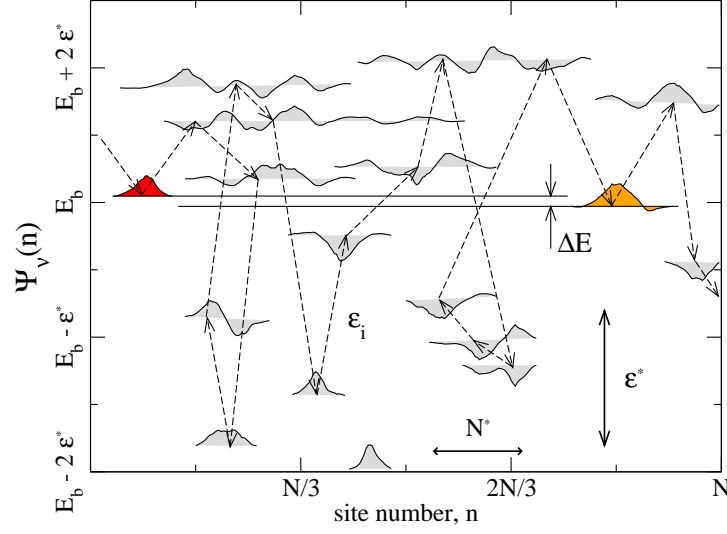 E_b + 2 ε*
E_b
E_b - ε*
E_b - 2 ε*
Ψ_ν(n)
ΔE
ε_i
ε*
N*
N/3
2N/3
N
site number, n